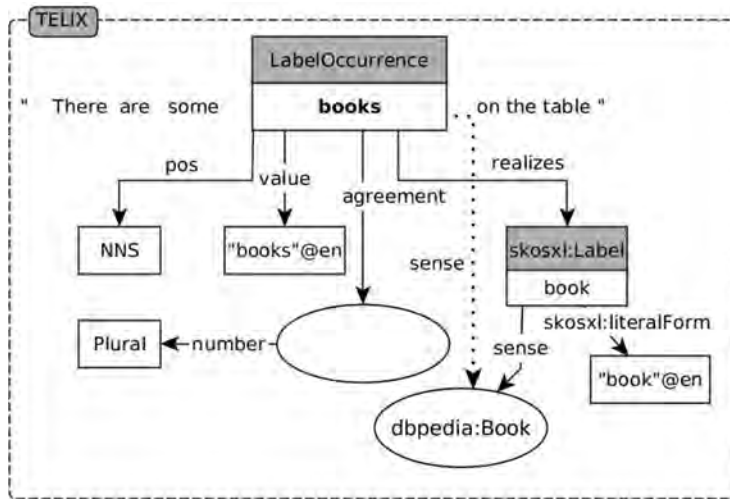 TELIX
LabelOccurrence
" There are some books on the table "
pos
value
agreement
realizes
NNS
"books"@en
skosxl:Label
book
sense
skosxl:literalForm
Plural
number
sense
"book"@en
dbpedia:Book